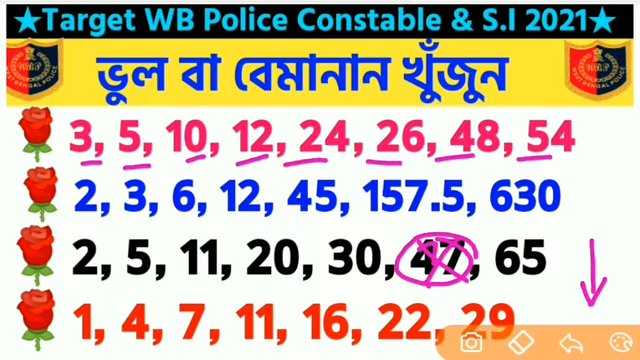 ★Target WB Police Constable & S.I 2021★
ভুল বা বেমানান খুঁজুন
3, 5, 10, 12, 24, 26, 48, 54
2, 3, 6, 12, 45, 157.5, 630
2, 5, 11, 20, 30, 47, 65
1, 4, 7, 11, 16, 22, 29